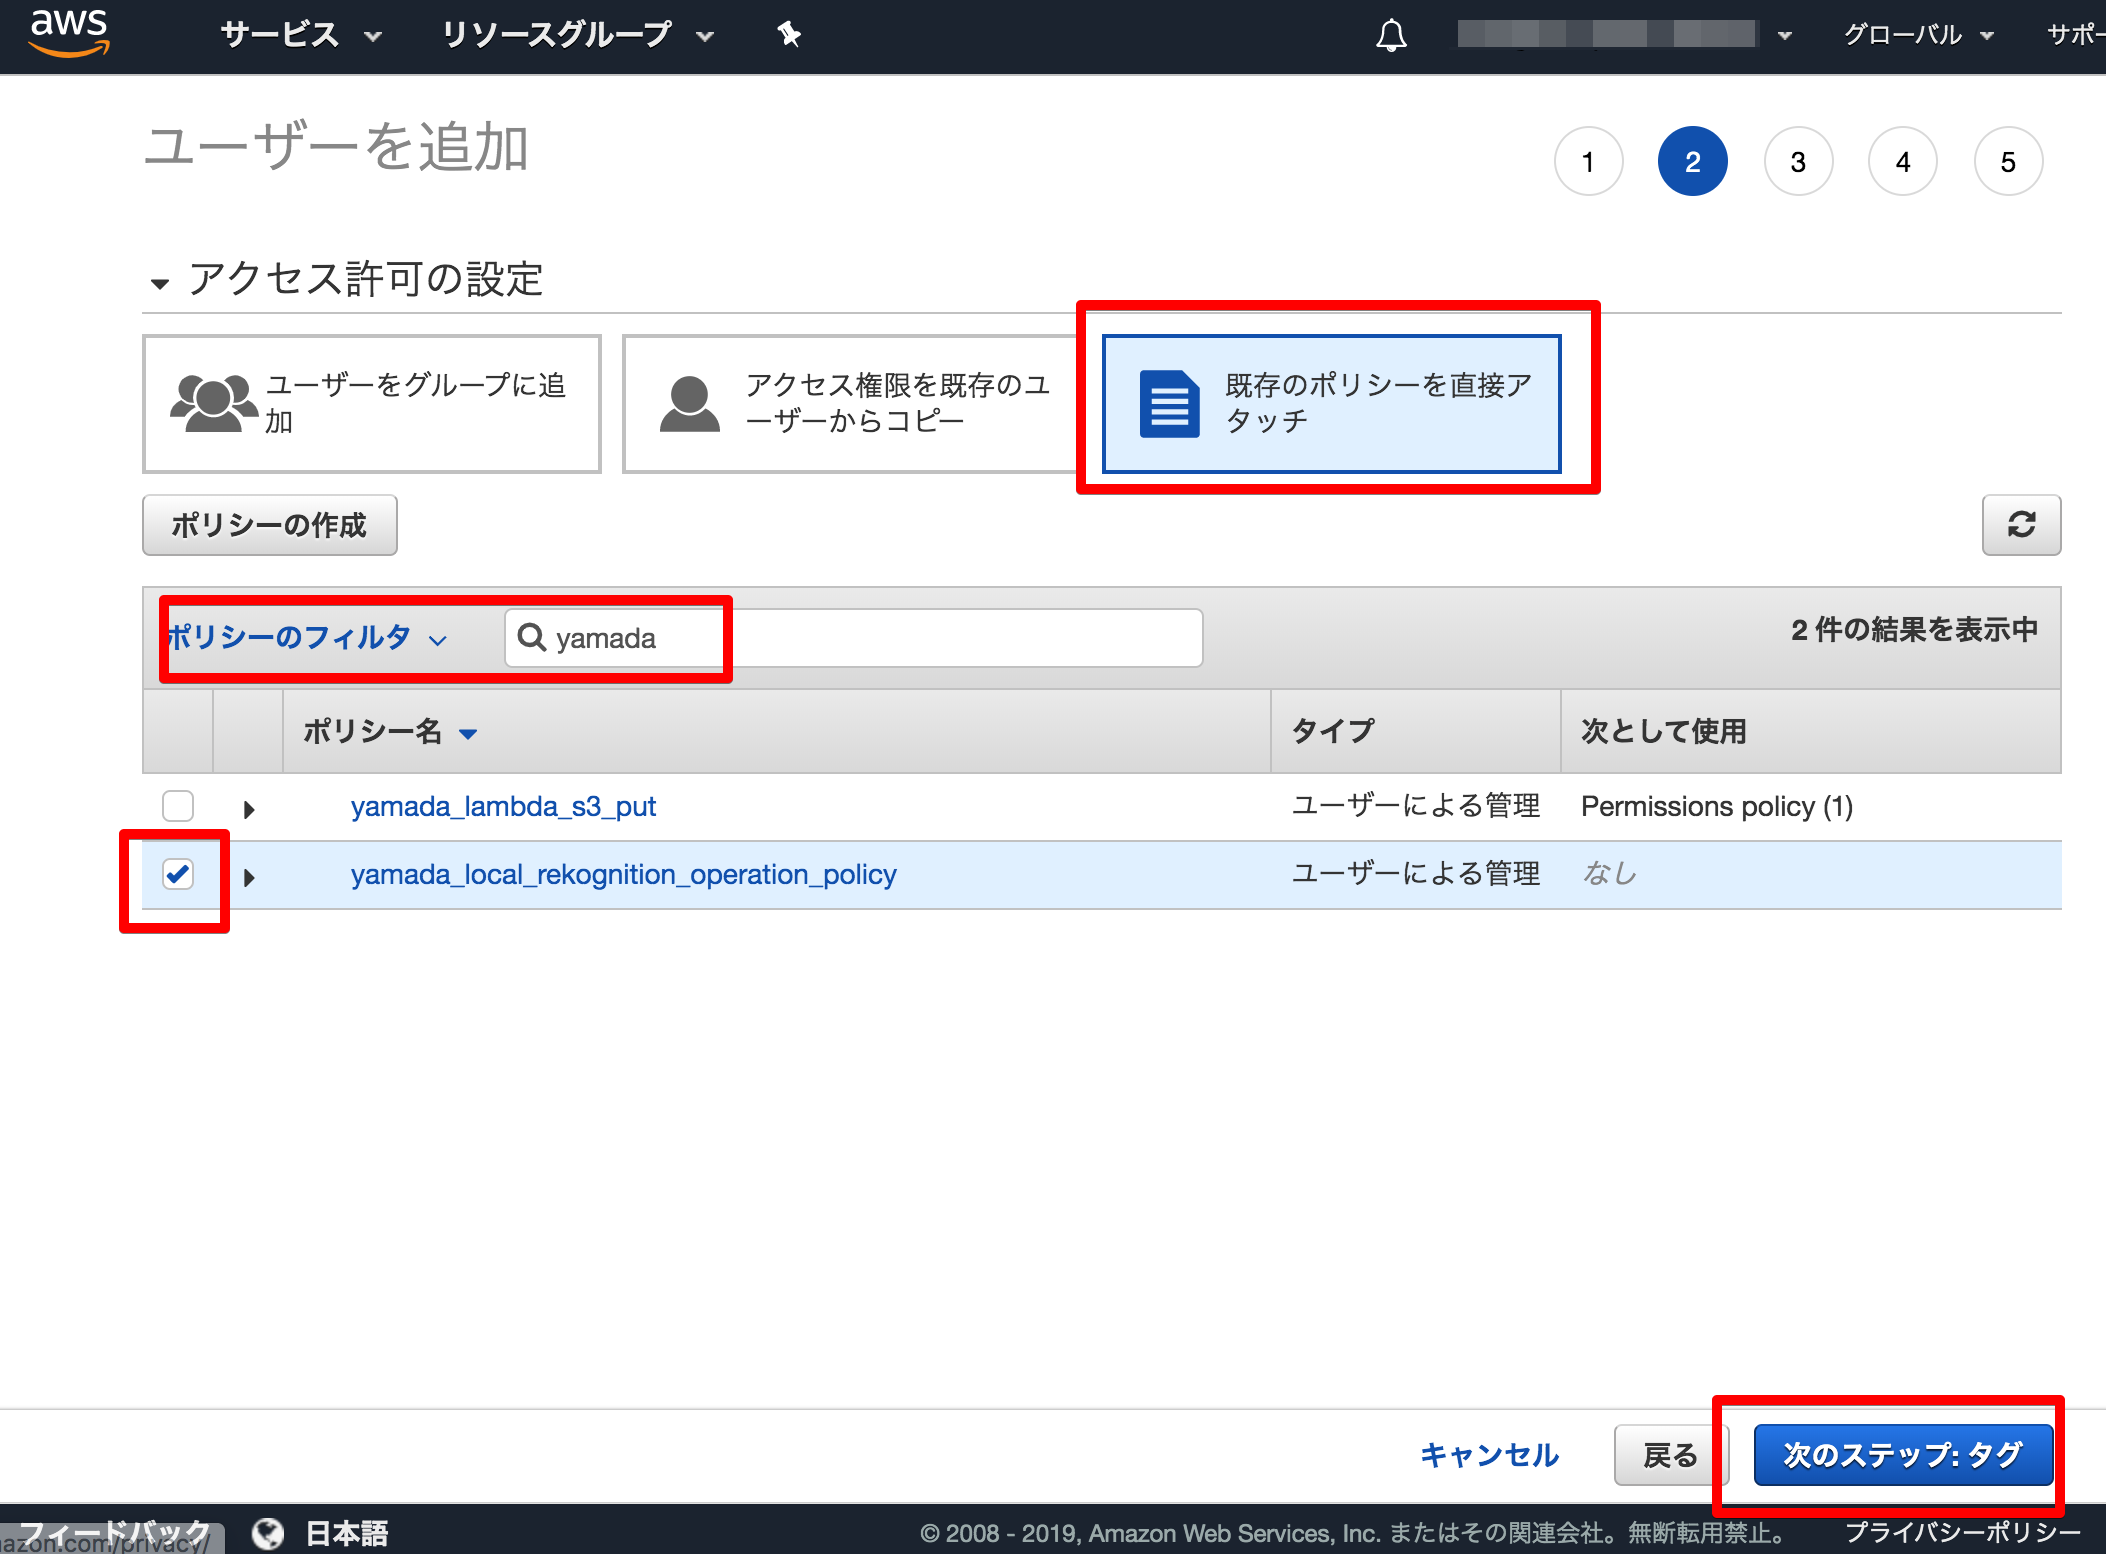 aws サービス リソースグループ グローバル サポー
ユーザーを追加
1 2 3 4 5
アクセス許可の設定
ユーザーをグループに追
加
アクセス権限を既存のユ
ーザーからコピー
既存のポリシーを直接ア
タッチ
ポリシーの作成
ポリシーのフィルタ yamada 2 件の結果を表示中
ポリシー名 タイプ 次として使用
yamada_lambda_s3_put ユーザーによる管理 Permissions policy (1)
yamada_local_rekognition_operation_policy ユーザーによる管理 なし
キャンセル 戻る 次のステップ: タグ
フィードバック 日本語 © 2008 - 2019, Amazon Web Services, Inc. またはその関連会社。無断転用禁止。 プライバシーポリシー
azon.com/privacy/